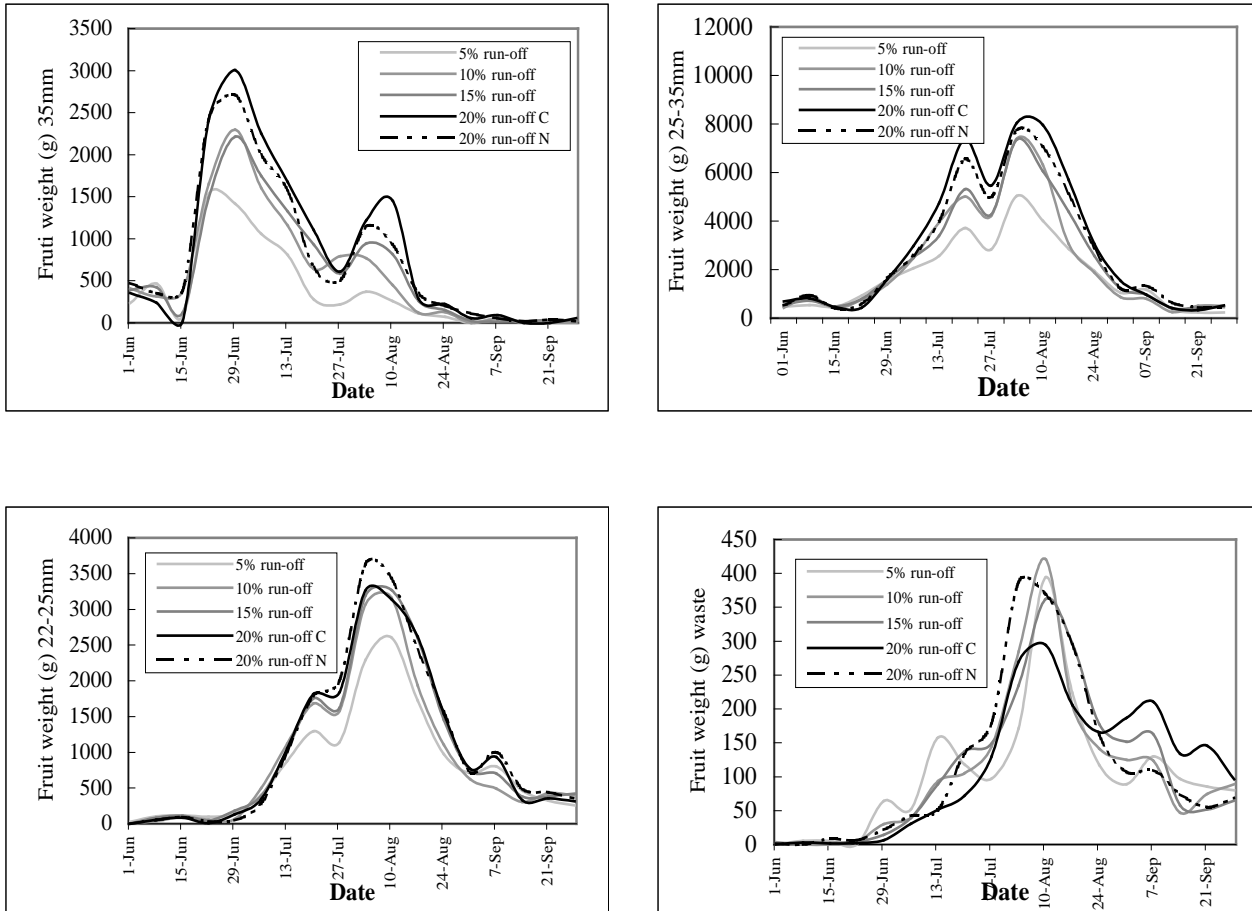 Fruti weight (g) 35mm
3500
3000
2500
2000
1500
1000
500
0
5% run-off
10% run-off
15% run-off
20% run-off C
20% run-off N
1-Jun
15-Jun
29-Jun
13-Jul
27-Jul
10-Aug
24-Aug
7-Sep
21-Sep
Date
Fruit weight (g) 25-35mm
12000
10000
8000
6000
4000
2000
0
5% run-off
10% run-off
15% run-off
20% run-off C
20% run-off N
01-Jun
15-Jun
29-Jun
13-Jul
27-Jul
10-Aug
24-Aug
07-Sep
21-Sep
Date
Fruit weight (g) 22-25mm
4000
3500
3000
2500
2000
1500
1000
500
0
5% run-off
10% run-off
15% run-off
20% run-off C
20% run-off N
1-Jun
15-Jun
29-Jun
13-Jul
27-Jul
10-Aug
24-Aug
7-Sep
21-Sep
Date
Fruit weight (g) waste
450
400
350
300
250
200
150
100
50
0
5% run-off
10% run-off
15% run-off
20% run-off C
20% run-off N
1-Jun
15-Jun
29-Jun
13-Jul
27-Jul
10-Aug
24-Aug
7-Sep
21-Sep
Date